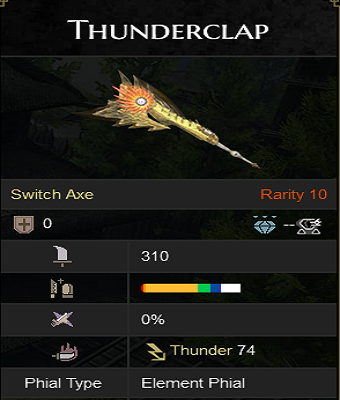 THUNDERCLAP
Switch Axe Rarity 10
0 --
310
0%
Thunder 74
Phial Type Element Phial